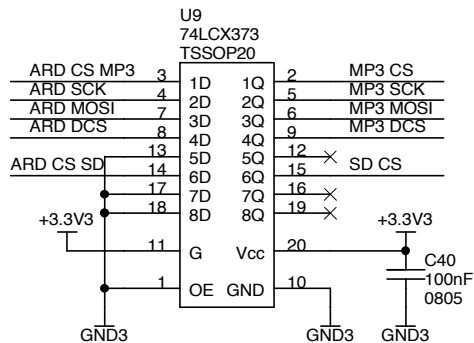 U9
74LCX373
TSSOP20
ARD CS MP3 3 1D 1Q 2 MP3 CS
ARD SCK 4 2D 2Q 5 MP3 SCK
ARD MOSI 7 3D 3Q 6 MP3 MOSI
ARD DCS 8 4D 4Q 9 MP3 DCS
13 5D 5Q 12
ARD CS SD 14 6D 6Q 15 SD CS
17 7D 7Q 16
18 8D 8Q 19
+3.3V3 +3.3V3
11 G Vcc 20
C40
100nF
0805
1 OE GND 10
GND3 GND3 GND3